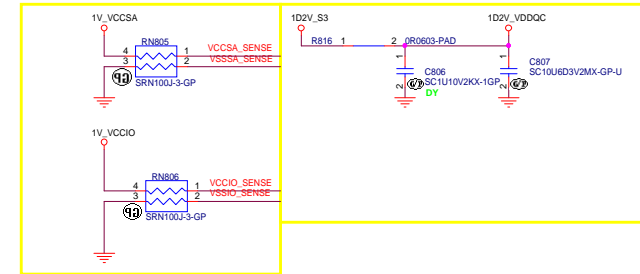 1V_VCCSA
RN805
4 1 VCCSA_SENSE
3 2 VSSSA_SENSE
SRN100J-3-GP
1V_VCCIO
RN806
4 1 VCCIO_SENSE
3 2 VSSIO_SENSE
SRN100J-3-GP
1D2V_S3 1D2V_VDDQC
R816 1 2 0R0603-PAD
1 C806
SC1U10V2KX-1GP
2 DY
1 C807
SC10U6D3V2MX-GP-U
2